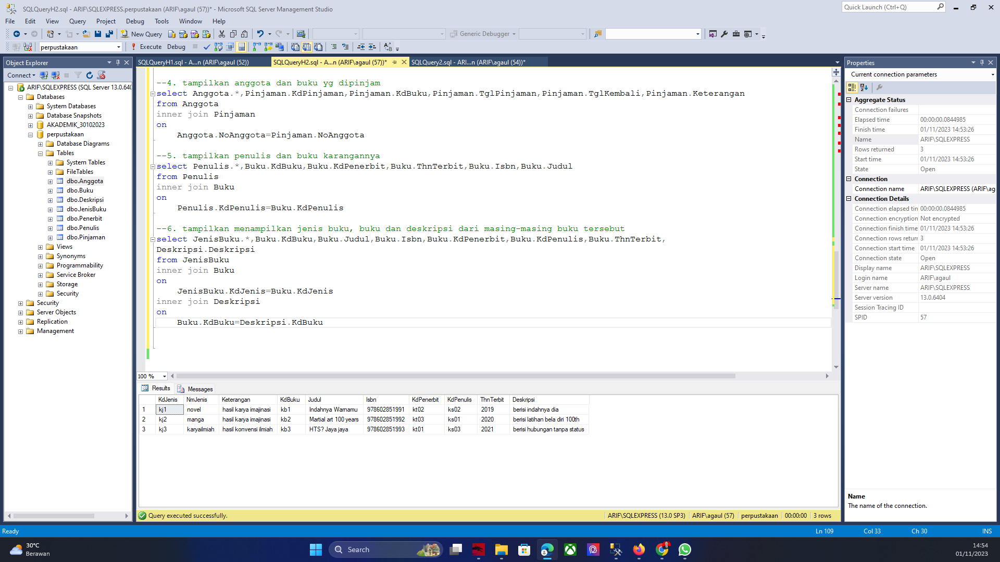 SQLQueryH2.sql - ARIF\SQLEXPRESS.perpustakaan (ARIF\agaul (57))* - Microsoft SQL Server Management Studio
Quick Launch (Ctrl+Q)
File Edit View Query Project Debug Tools Window Help
New Query
Generic Debugger
perpustakaan
Execute Debug
Object Explorer
Connect
ARIF\SQLEXPRESS (SQL Server 13.0.640
Databases
System Databases
Database Snapshots
AKADEMIK_30102023
perpustakaan
Database Diagrams
Tables
System Tables
FileTables
dbo.Anggota
dbo.Buku
dbo.Deskripsi
dbo.JenisBuku
dbo.Penerbit
dbo.Penulis
dbo.Pinjaman
Views
Synonyms
Programmability
Service Broker
Storage
Security
Security
Server Objects
Replication
Management
SQLQueryH1.sql - A...n (ARIF\agaul (52))
SQLQueryH2.sql - A...n (ARIF\agaul (57))*
SQLQuery2.sql - ARI...n (ARIF\agaul (54))*
--4. tampilkan anggota dan buku yg dipinjam
select Anggota.*,Pinjaman.KdPinjaman,Pinjaman.KdBuku,Pinjaman.TglPinjaman,Pinjaman.TglKembali,Pinjaman.Keterangan
from Anggota
inner join Pinjaman
on
Anggota.NoAnggota=Pinjaman.NoAnggota
--5. tampilkan penulis dan buku karangannya
select Penulis.*,Buku.KdBuku,Buku.KdPenerbit,Buku.ThnTerbit,Buku.Isbn,Buku.Judul
from Penulis
inner join Buku
on
Penulis.KdPenulis=Buku.KdPenulis
--6. tampilkan menampilkan jenis buku, buku dan deskripsi dari masing-masing buku tersebut
select JenisBuku.*,Buku.KdBuku,Buku.Judul,Buku.Isbn,Buku.KdPenerbit,Buku.KdPenulis,Buku.ThnTerbit,
Deskripsi.Deskripsi
from JenisBuku
inner join Buku
on
JenisBuku.KdJenis=Buku.KdJenis
inner join Deskripsi
on
Buku.KdBuku=Deskripsi.KdBuku
100 %
Results Messages
KdJenis NmJenis Keterangan KdBuku Judul Isbn KdPenerbit KdPenulis ThnTerbit Deskripsi
1 kj1 novel hasil karya imajinasi kb1 Indahnya Warnamu 978602851991 kt02 ks02 2019 berisi indahnya dia
2 kj2 manga hasil karya imajinasi kb2 Martial art 100 years 978602851992 kt03 ks01 2020 berisi latihan bela diri 100th
3 kj3 karyailmiah hasil konvensi ilmiah kb3 HTS? Jaya jaya 978602851993 kt01 ks03 2021 berisi hubungan tanpa status
Query executed successfully.
ARIF\SQLEXPRESS (13.0 SP3) ARIF\agaul (57) perpustakaan 00:00:00 3 rows
Properties
Current connection parameters
Aggregate Status
Connection failures
Elapsed time 00:00:00.0844985
Finish time 01/11/2023 14:53:26
Name ARIF\SQLEXPRESS
Rows returned 3
Start time 01/11/2023 14:53:26
State Open
Connection
Connection name ARIF\SQLEXPRESS (ARIF\ag
Connection Details
Connection elapsed tin 00:00:00.0844985
Connection encryption Not encrypted
Connection finish time 01/11/2023 14:53:26
Connection rows returr 3
Connection start time 01/11/2023 14:53:26
Connection state Open
Display name ARIF\SQLEXPRESS
Login name ARIF\agaul
Server name ARIF\SQLEXPRESS
Server version 13.0.6404
Session Tracing ID
SPID 57
Name
The name of the connection.
Ready
Ln 109 Col 33 Ch 30 INS
30°C
Berawan
Search
14:54
01/11/2023